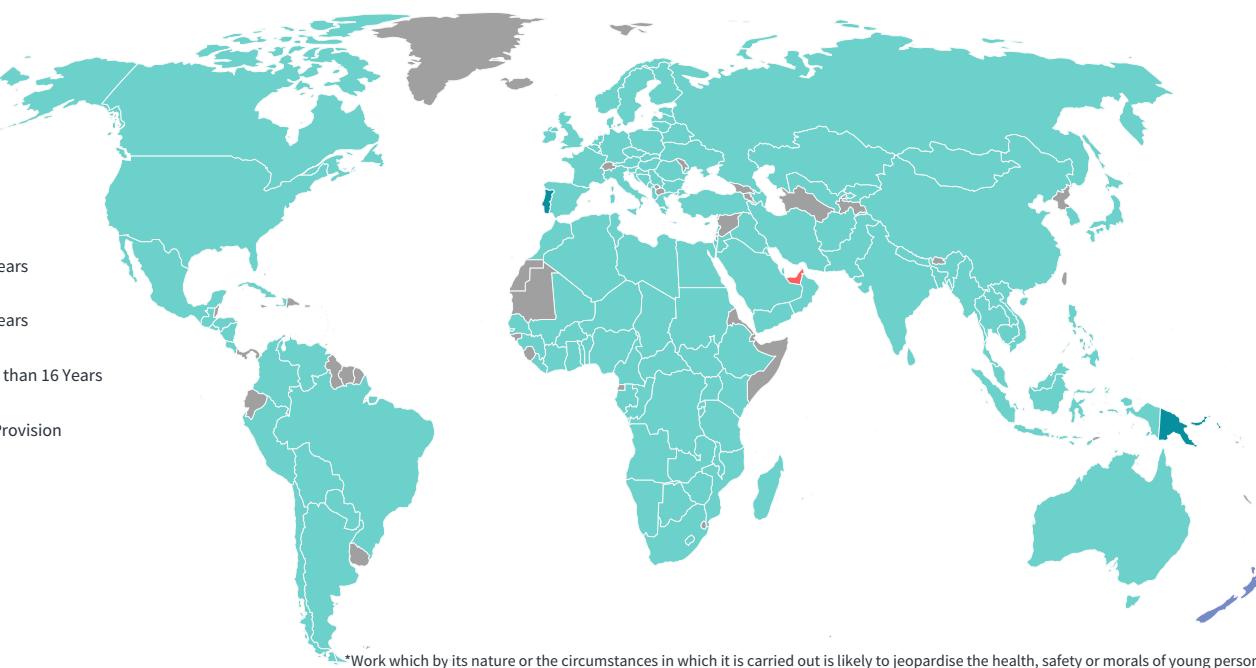 ears
ears
than 16 Years
Provision
*Work which by its nature or the circumstances in which it is carried out is likely to jeopardise the health, safety or morals of young perso